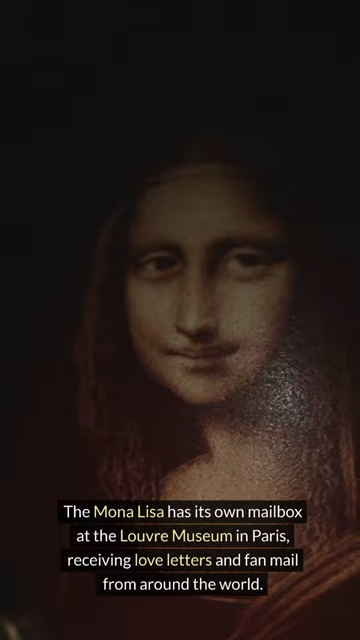 The Mona Lisa has its own mailbox
at the Louvre Museum in Paris,
receiving love letters and fan mail
from around the world.